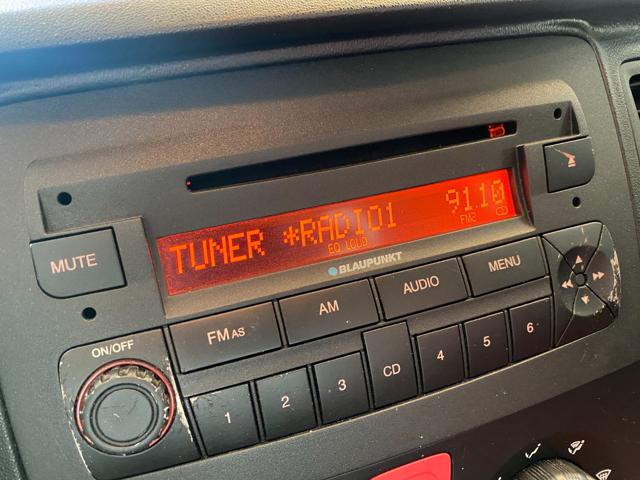 TUNER *RADIO1 91.10
EQ LOUD FM2 CD
BLAUPUNKT
MUTE
FM AS AM AUDIO MENU
ON/OFF
1 2 3 CD 4 5 6